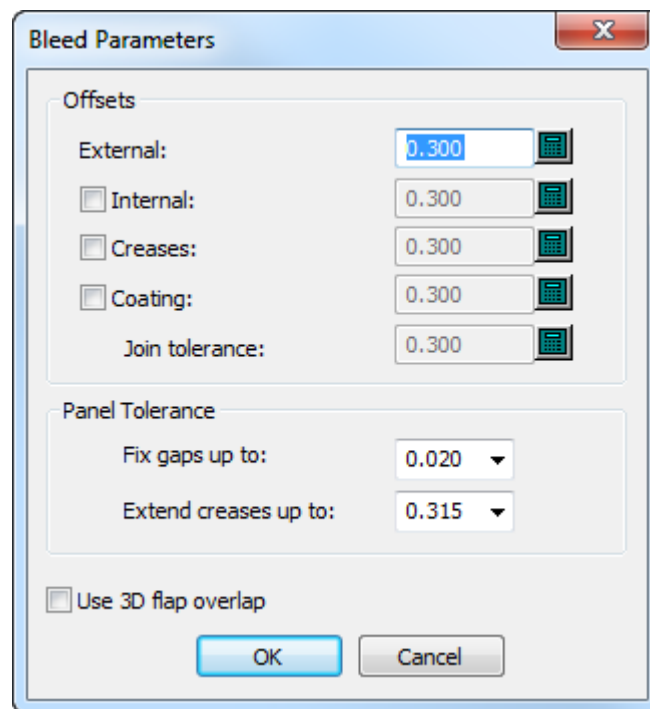 Bleed Parameters
Offsets
External: 0.300
Internal: 0.300
Creases: 0.300
Coating: 0.300
Join tolerance: 0.300
Panel Tolerance
Fix gaps up to: 0.020
Extend creases up to: 0.315
Use 3D flap overlap
OK Cancel